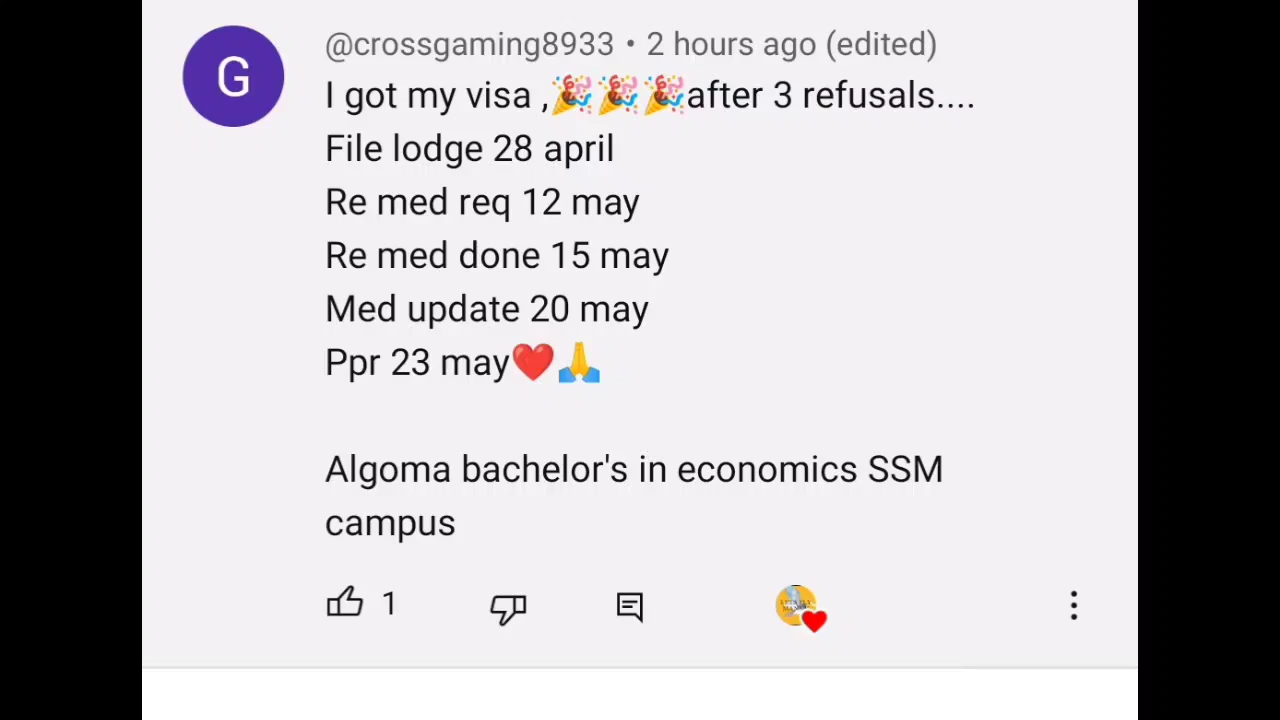 G
@crossgaming8933 • 2 hours ago (edited)
I got my visa ,🎉🎉🎉after 3 refusals....
File lodge 28 april
Re med req 12 may
Re med done 15 may
Med update 20 may
Ppr 23 may❤️🙏
Algoma bachelor's in economics SSM
campus
1